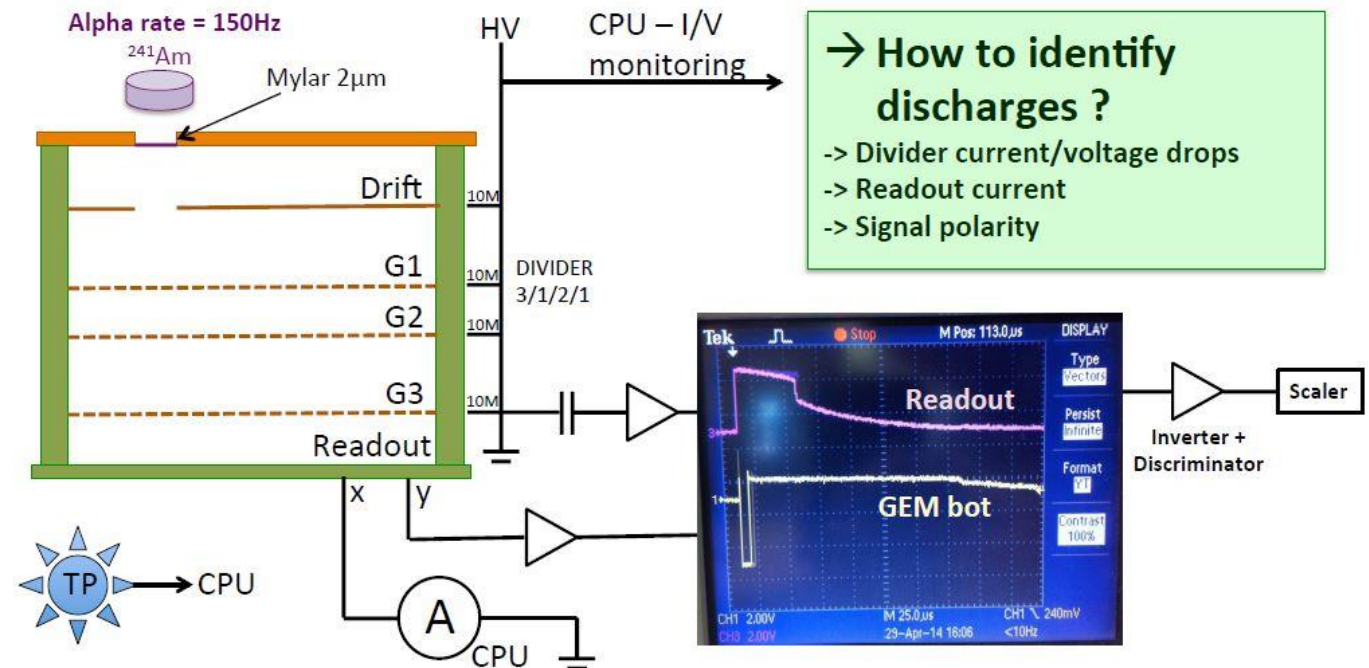 Alpha rate = 150Hz
²⁴¹Am
Mylar 2μm
HV
CPU – I/V
monitoring
→ How to identify
discharges ?
-> Divider current/voltage drops
-> Readout current
-> Signal polarity
Drift
10M
G1
10M
DIVIDER
3/1/2/1
G2
10M
G3
10M
Readout
x
y
TP
CPU
A
CPU
Tek
Stop
M Pos: 113.0µs
DISPLAY
Type
Vectors
Persist
Infinite
Format
YT
Contrast
100%
Readout
3
1
GEM bot
CH1 2.00V
M 25.0µs
CH1 \ 240mV
CH3 2.00V
29-Apr-14 16:06
<10Hz
Inverter +
Discriminator
Scaler